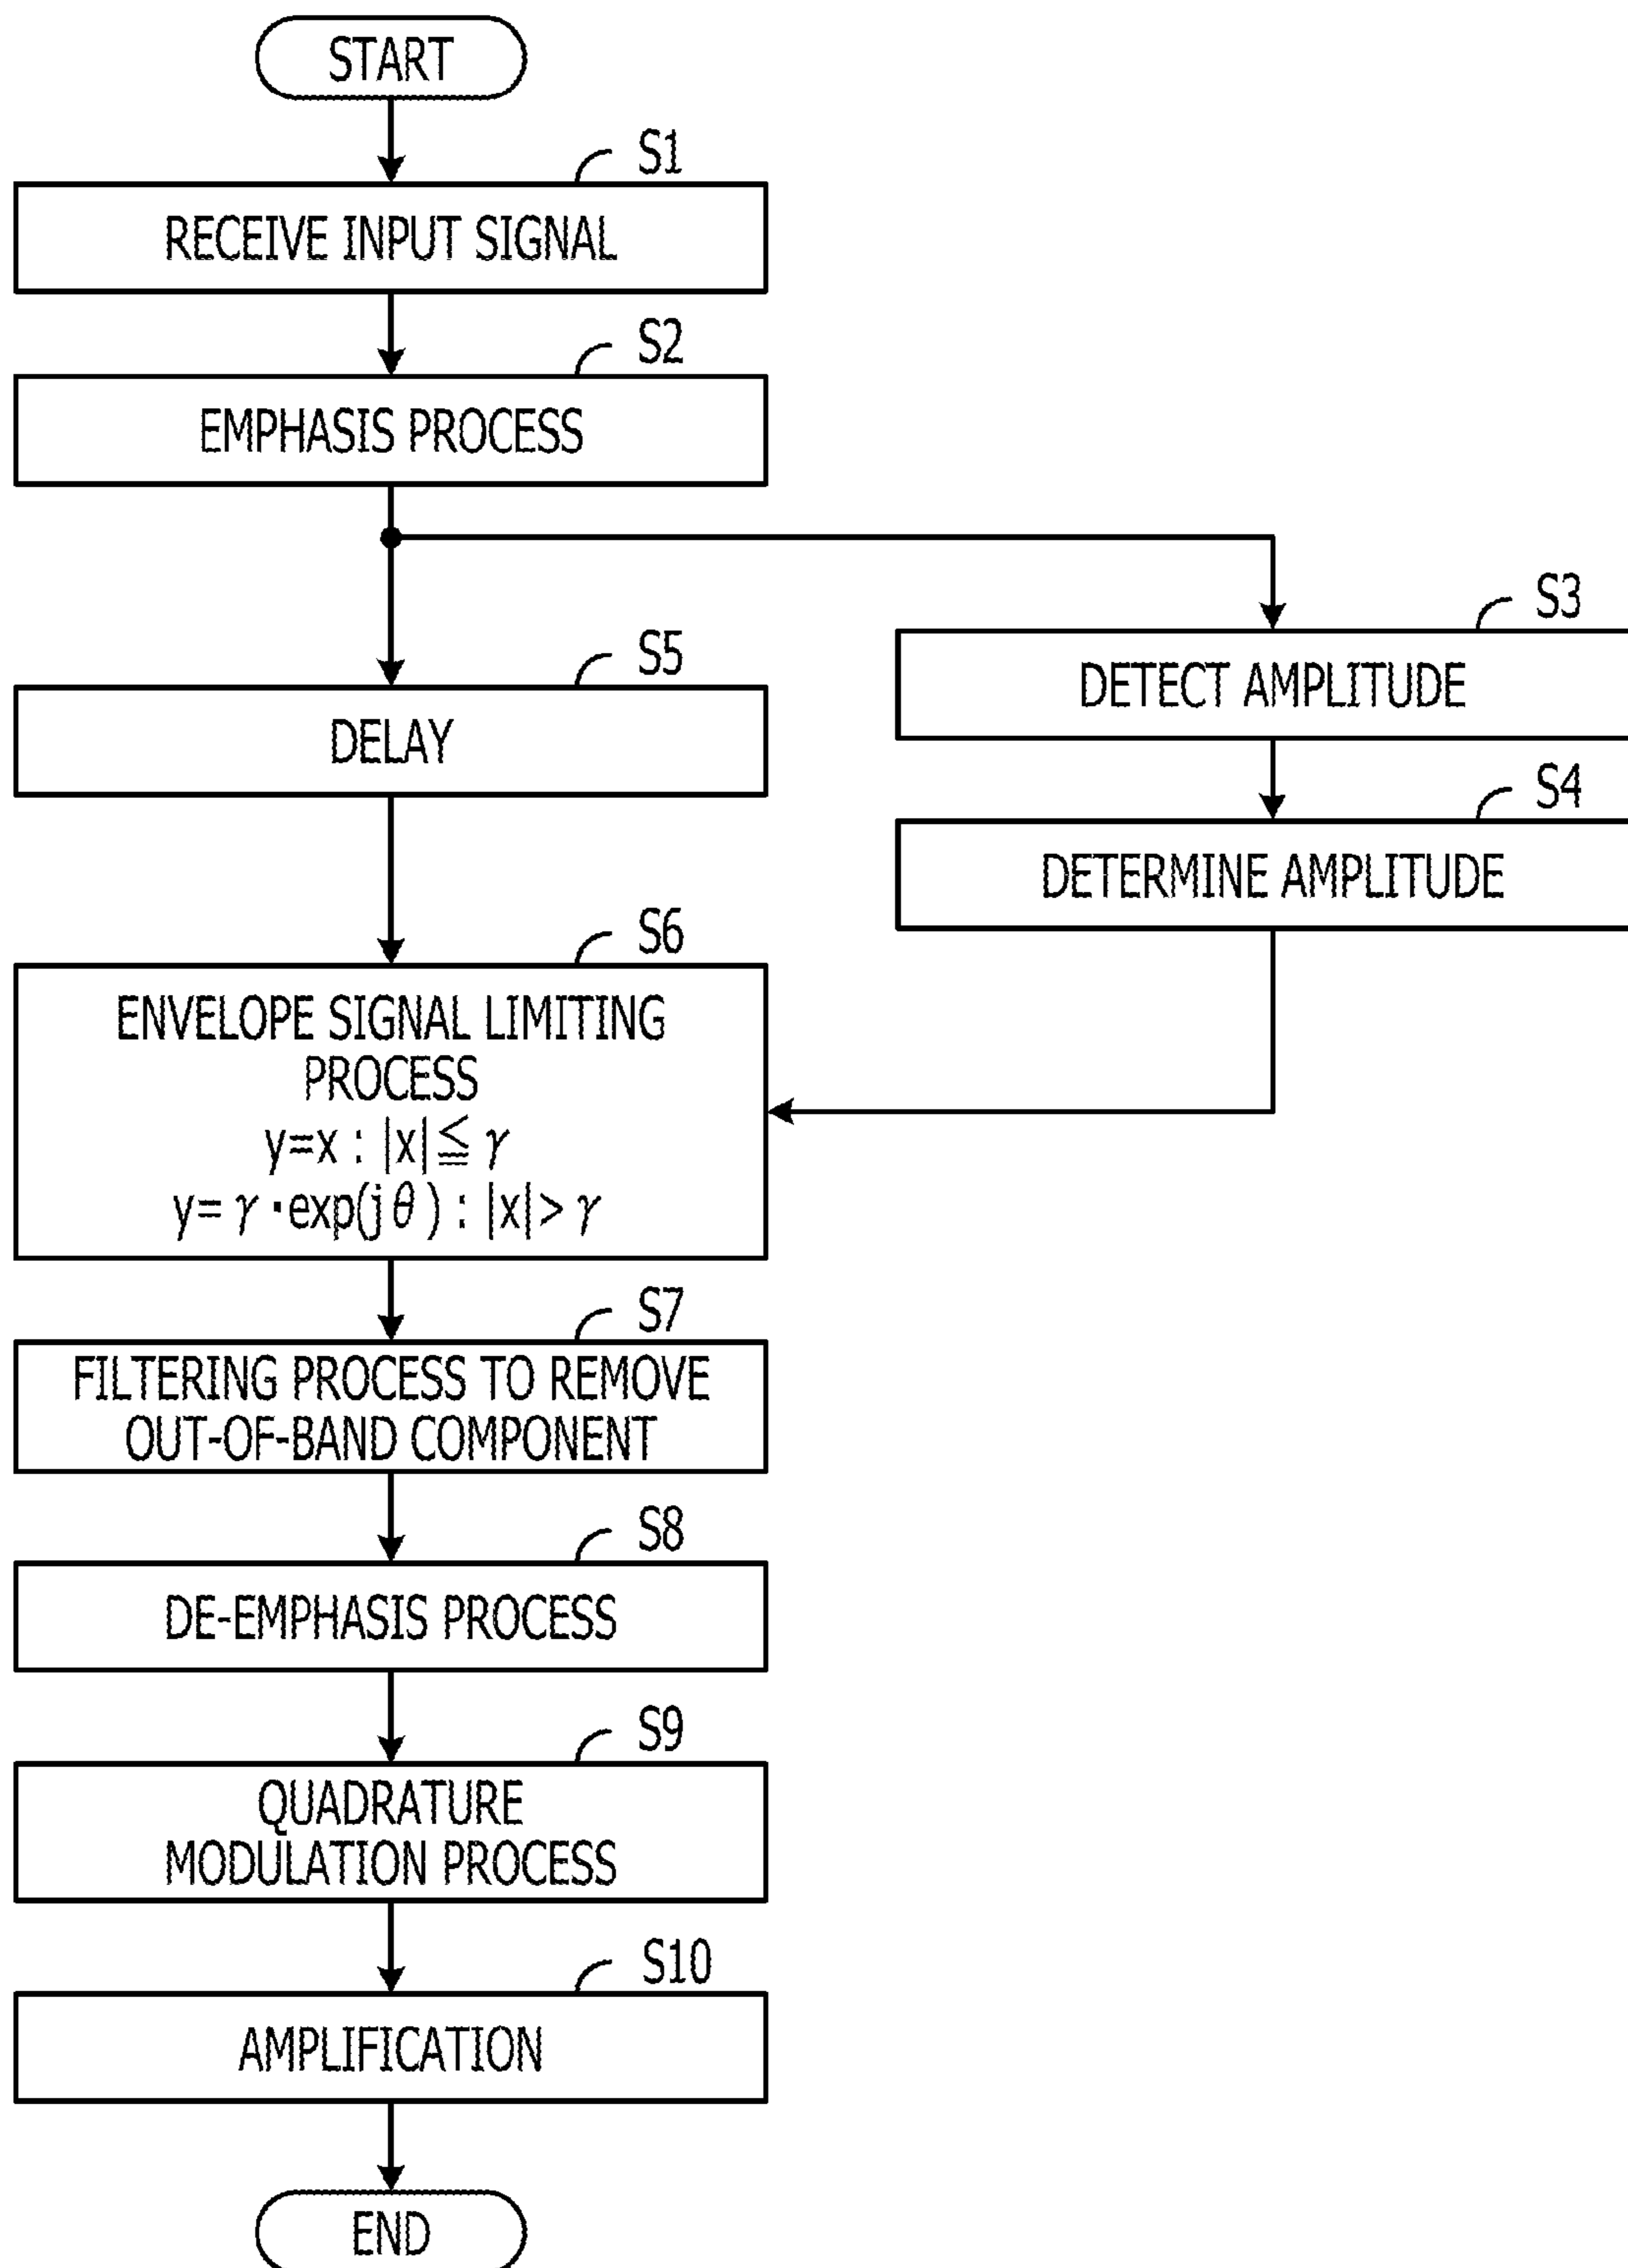 START
S1
RECEIVE INPUT SIGNAL
S2
EMPHASIS PROCESS
S3
DETECT AMPLITUDE
S4
DETERMINE AMPLITUDE
S5
DELAY
S6
ENVELOPE SIGNAL LIMITING
PROCESS
y=x : |x|≦ γ
y= γ ·exp(j θ ) : |x|> γ
S7
FILTERING PROCESS TO REMOVE
OUT-OF-BAND COMPONENT
S8
DE-EMPHASIS PROCESS
S9
QUADRATURE
MODULATION PROCESS
S10
AMPLIFICATION
END